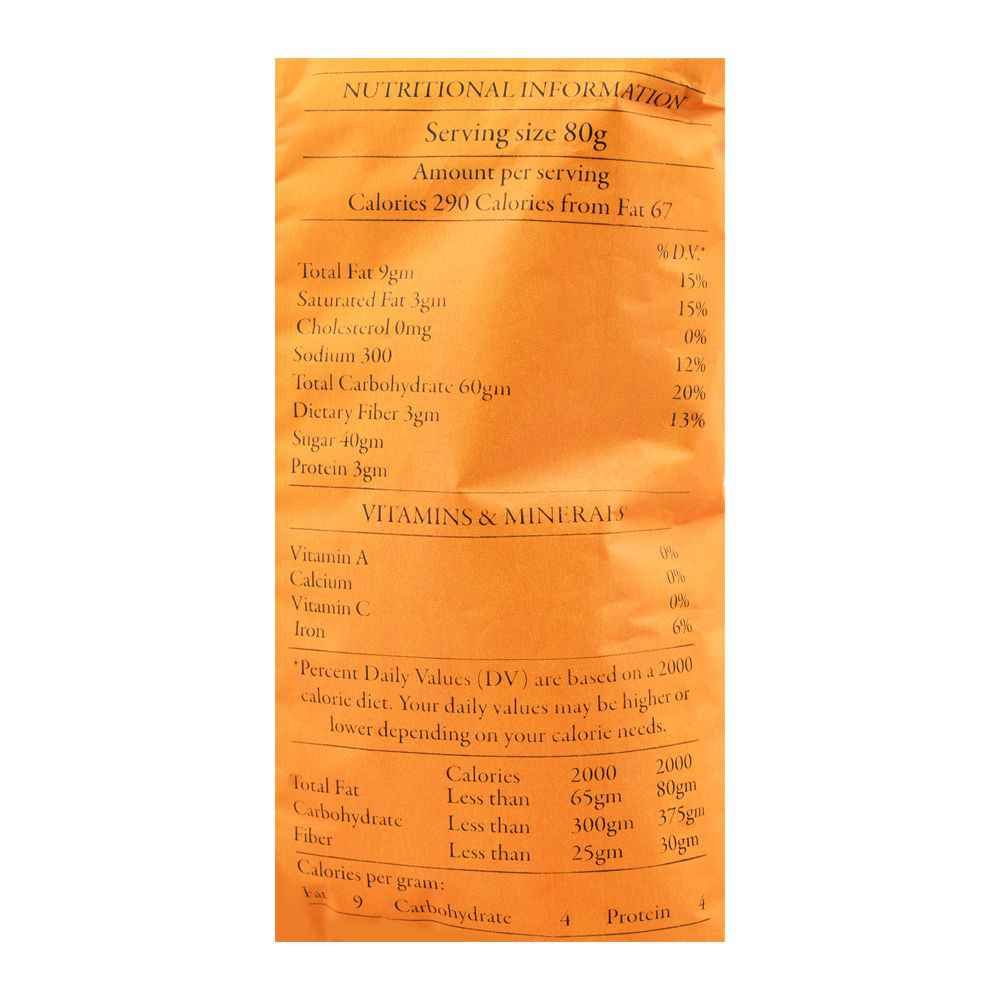 NUTRITIONAL INFORMATION
Serving size 80g
Amount per serving
Calories 290 Calories from Fat 67
% D.V.*
Total Fat 9gm 15%
Saturated Fat 3gm 15%
Cholesterol 0mg 0%
Sodium 300 12%
Total Carbohydrate 60gm 20%
Dietary Fiber 3gm 13%
Sugar 40gm
Protein 3gm
VITAMINS & MINERALS
Vitamin A 0%
Calcium 0%
Vitamin C 0%
Iron 6%
*Percent Daily Values (DV) are based on a 2000
calorie diet. Your daily values may be higher or
lower depending on your calorie needs.
Calories 2000 2000
Total Fat Less than 65gm 80gm
Carbohydrate Less than 300gm 375gm
Fiber Less than 25gm 30gm
Calories per gram:
Fat 9 Carbohydrate 4 Protein 4